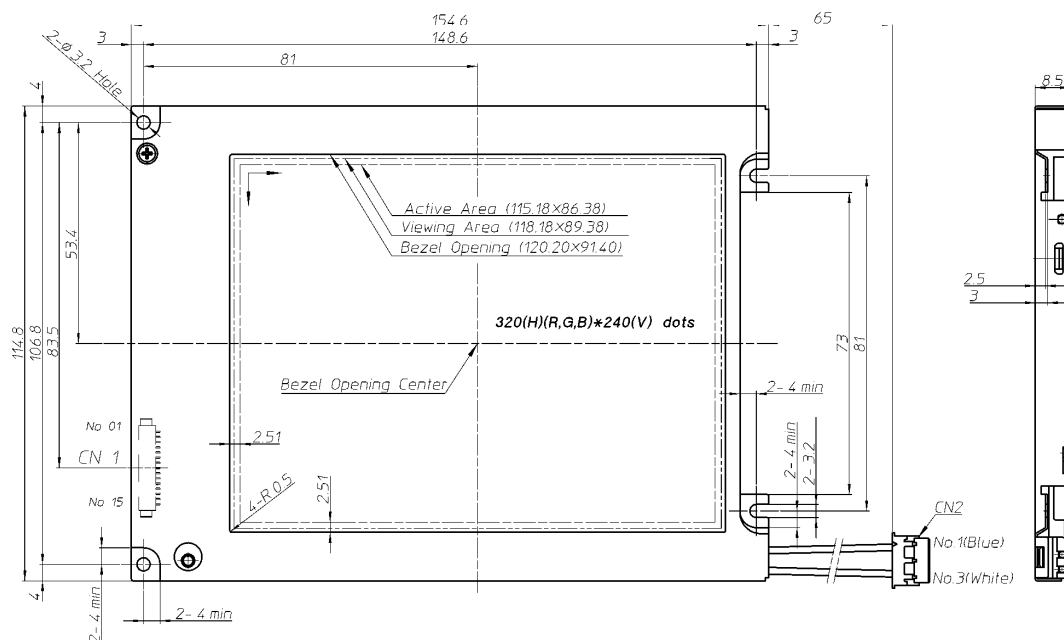 154.6
65
3
148.6
3
81
2-ø3.2 Hole
4
8.5
Active Area (115.18×86.38)
Viewing Area (118.18×89.38)
Bezel Opening (120.20×91.40)
53.4
2.5
3
320(H)(R,G,B)*240(V) dots
114.8
106.8
83.5
73
81
Bezel Opening Center
2-4 min
No 01
2.51
CN 1
2-4 min
2-3.2
2.51
4-R0.5
No 15
CN2
No.1(Blue)
No.3(White)
4
2-4 min
2-4 min